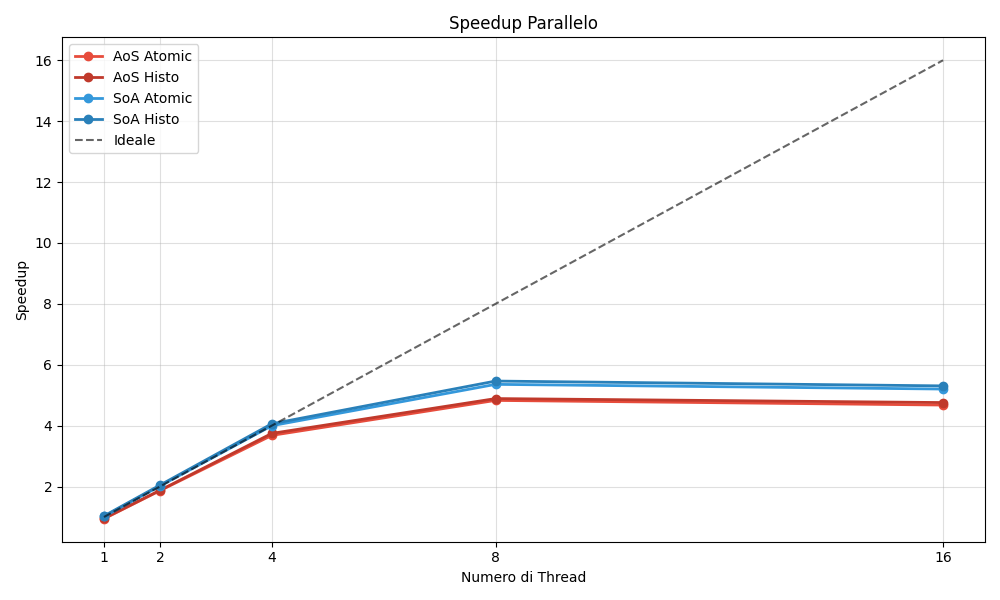 Speedup Parallelo
AoS Atomic
AoS Histo
SoA Atomic
SoA Histo
Ideale
16
14
12
10
8
6
4
2
Speedup
1 2 4 8 16
Numero di Thread